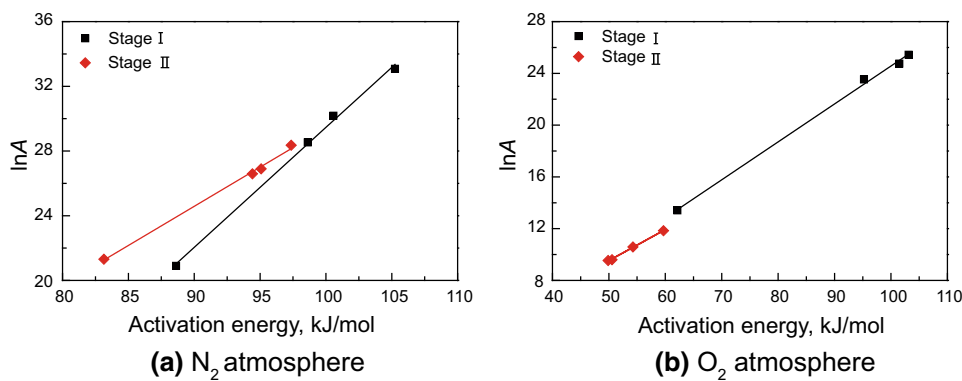 36
32
28
24
20
lnA
Stage I
Stage II
80 85 90 95 100 105 110
Activation energy, kJ/mol
(a) N₂ atmosphere
28
24
20
16
12
8
lnA
Stage I
Stage II
40 50 60 70 80 90 100 110
Activation energy, kJ/mol
(b) O₂ atmosphere